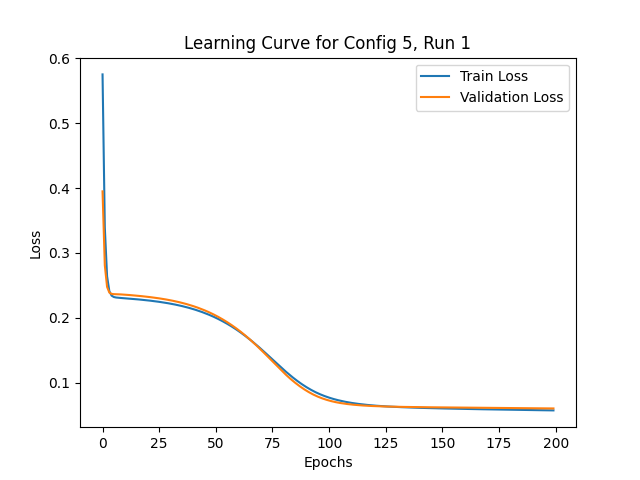 Learning Curve for Config 5, Run 1
Train Loss
Validation Loss
0.6
0.5
0.4
0.3
0.2
0.1
Loss
0 25 50 75 100 125 150 175 200
Epochs